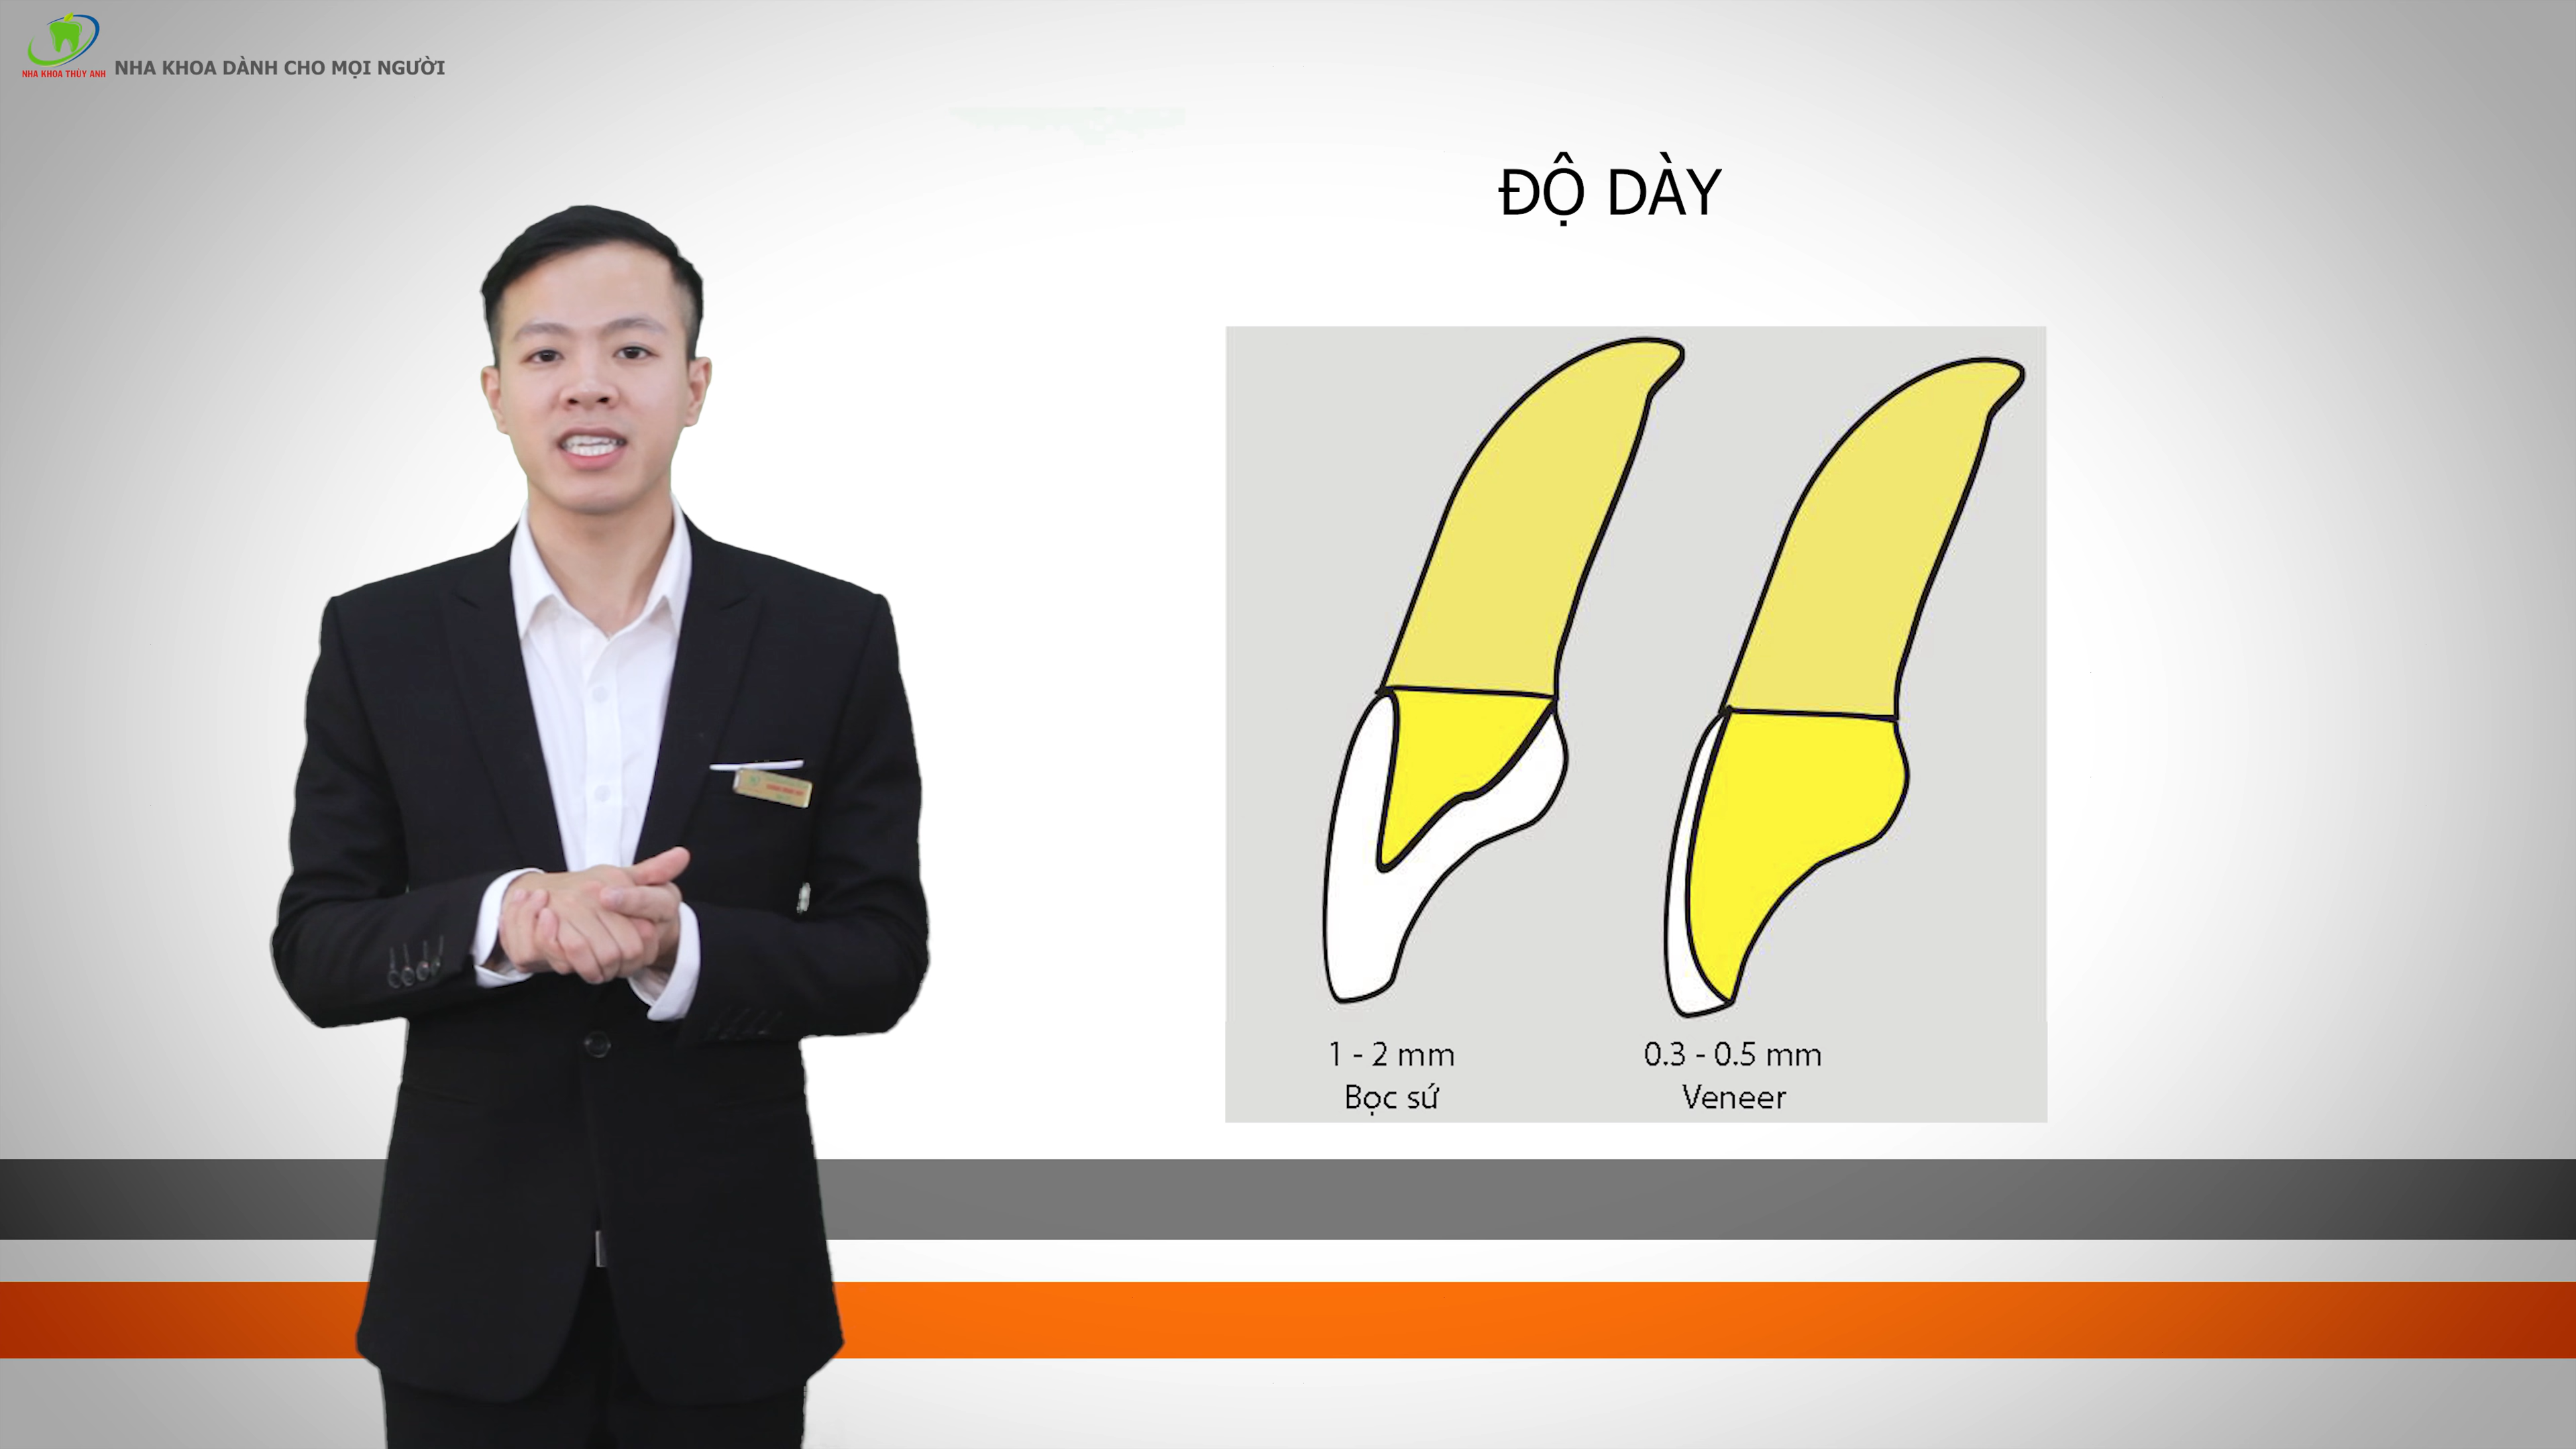 NHA KHOA THÙY ANH
NHA KHOA DÀNH CHO MỌI NGƯỜI
ĐỘ DÀY
1 - 2 mm
Bọc sứ
0.3 - 0.5 mm
Veneer